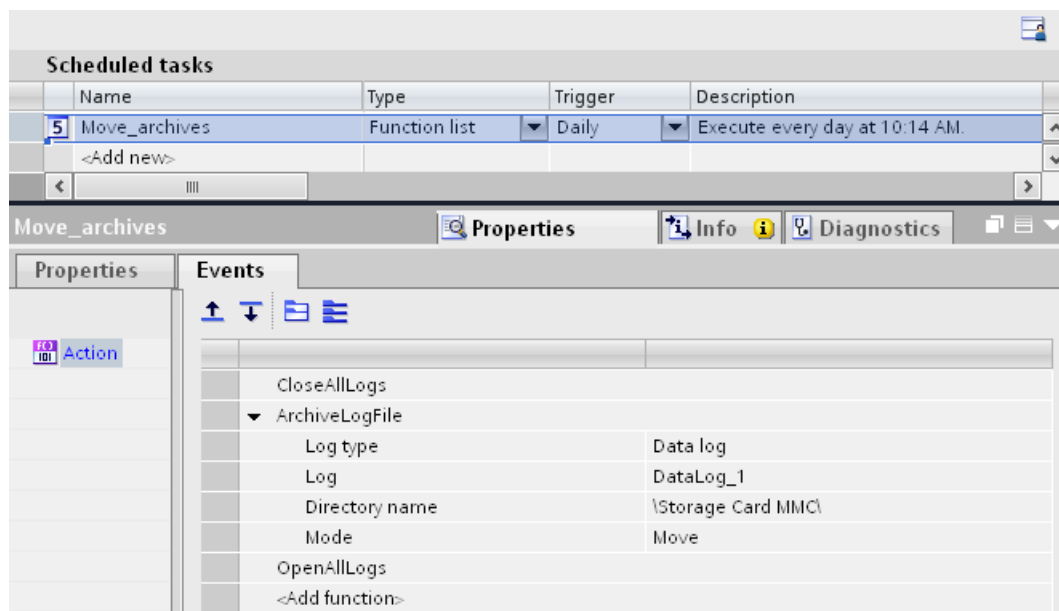 Scheduled tasks
Name Type Trigger Description
5 Move_archives Function list Daily Execute every day at 10:14 AM.
<Add new>
Move_archives Properties Info Diagnostics
Properties Events
Action
CloseAllLogs
ArchiveLogFile
Log type Data log
Log DataLog_1
Directory name \Storage Card MMC\
Mode Move
OpenAllLogs
<Add function>